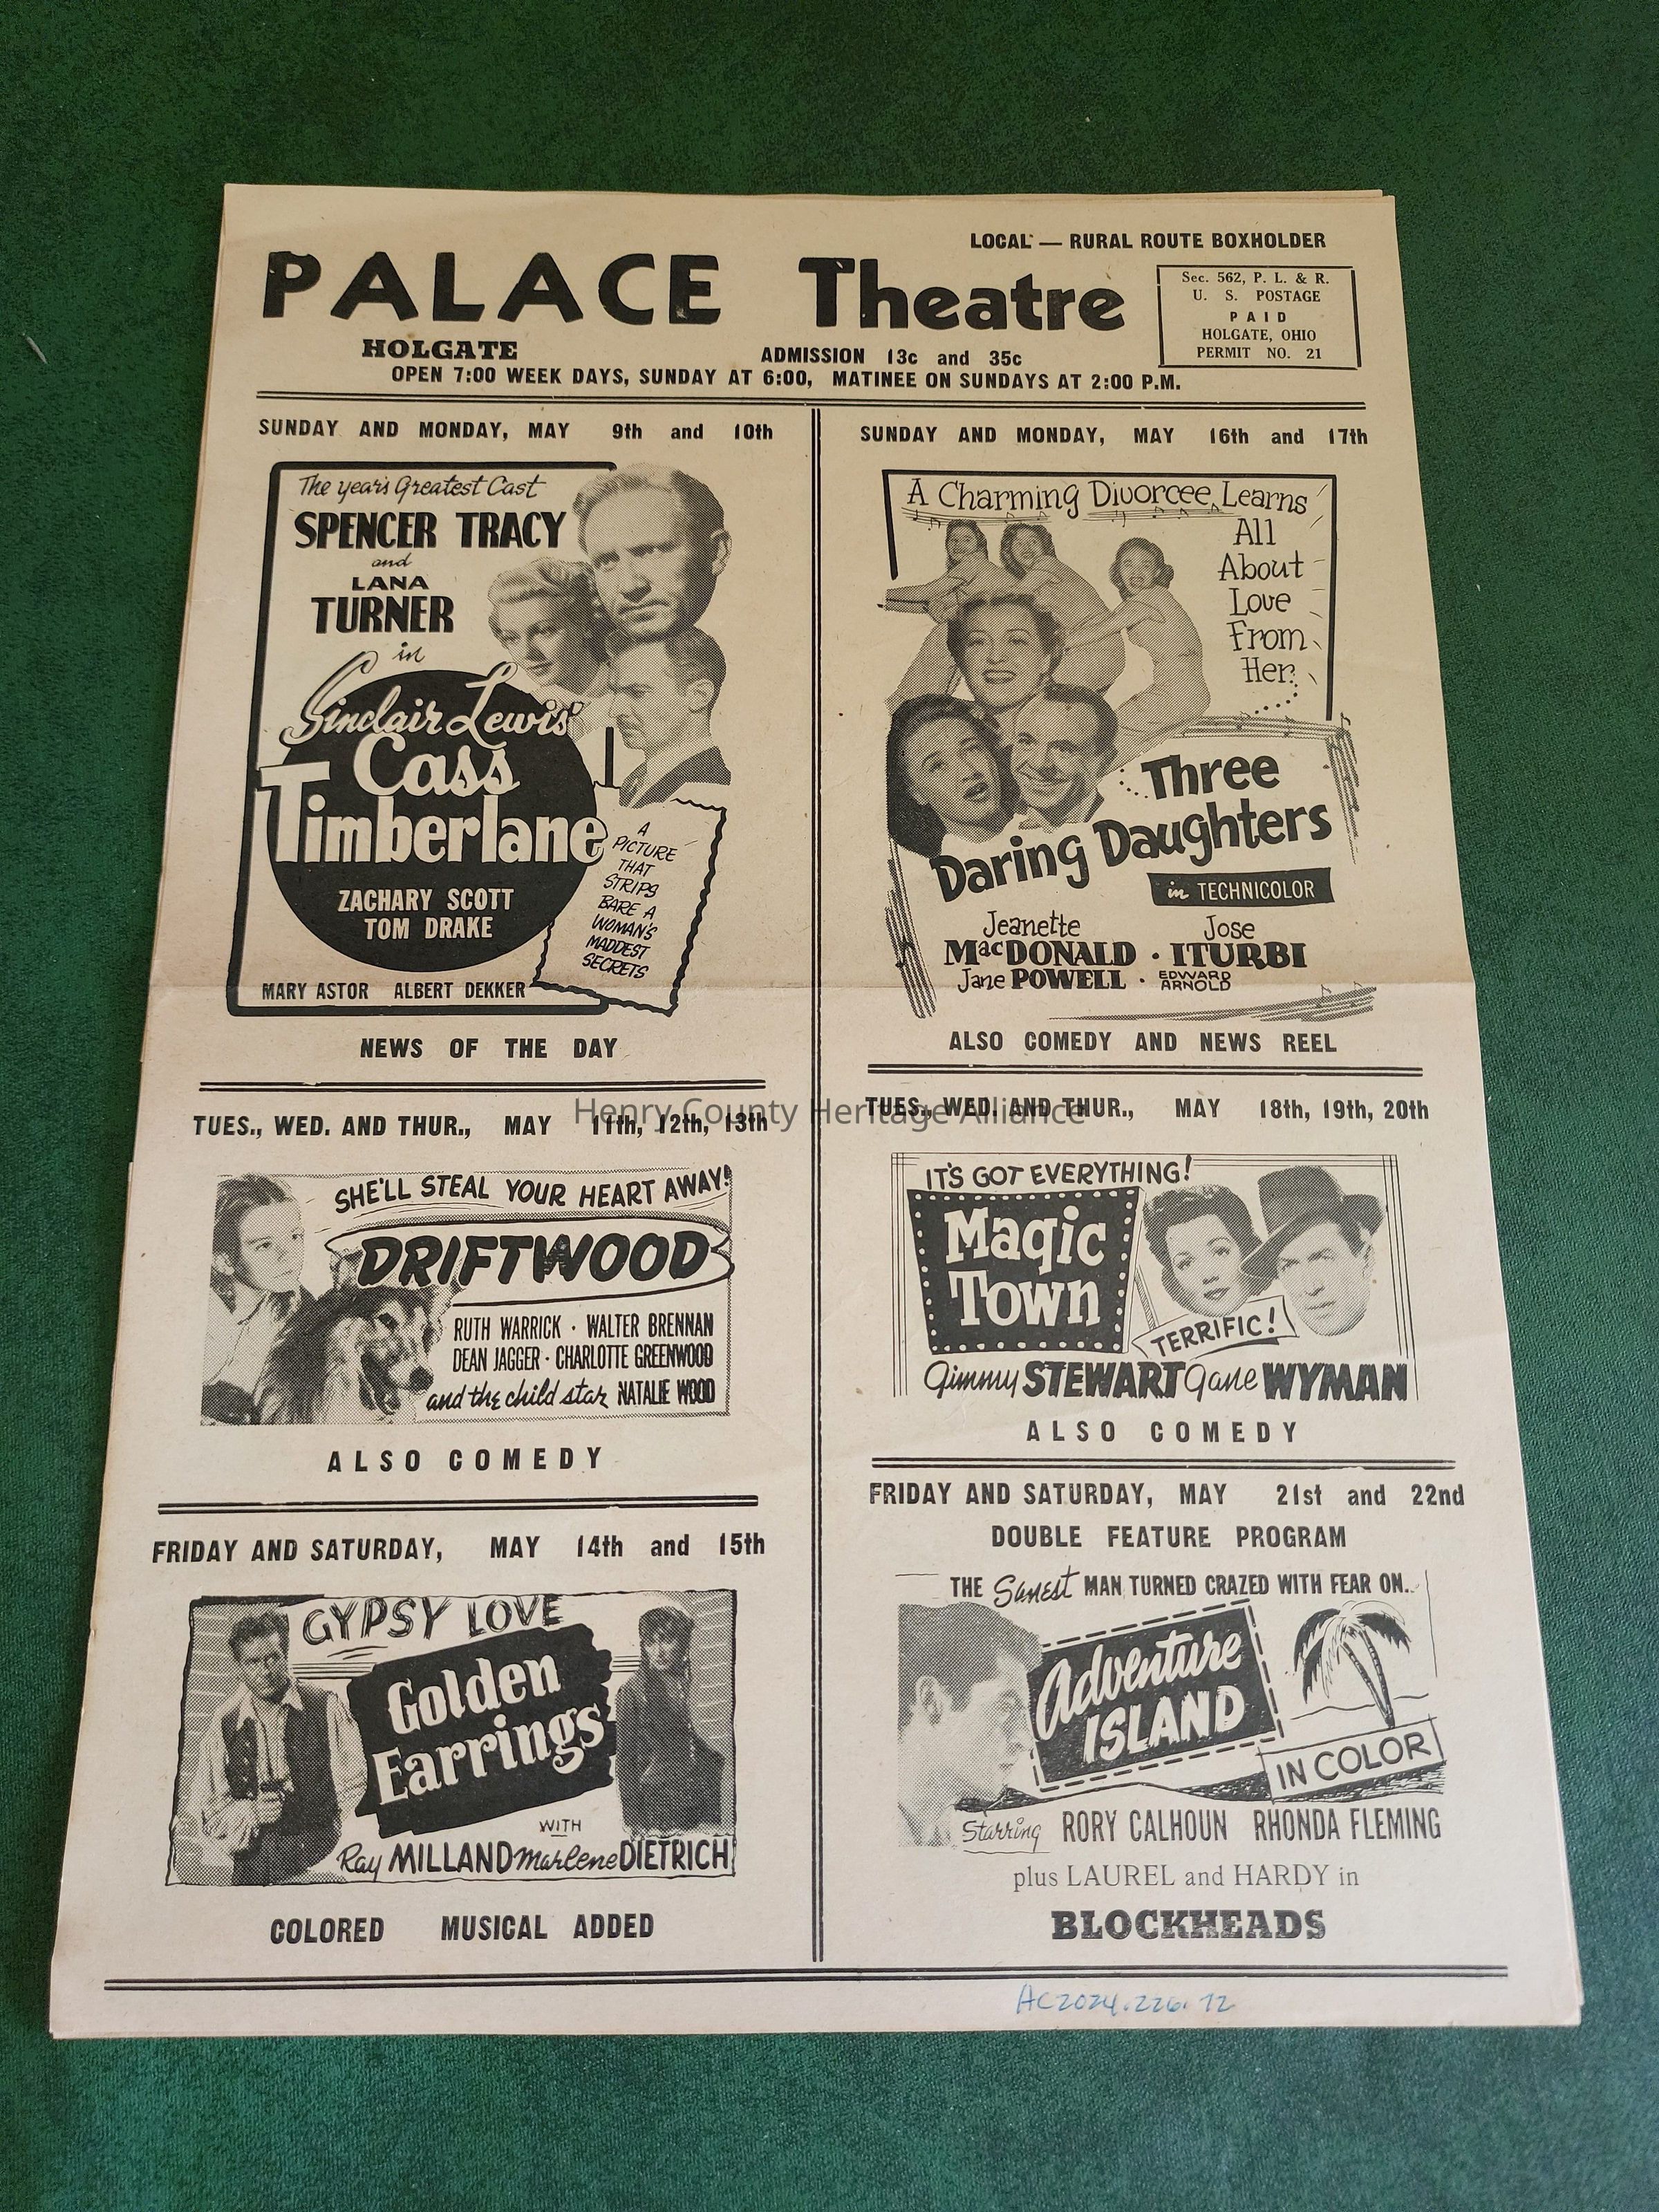 LOCAL — RURAL ROUTE BOXHOLDER
PALACE Theatre
Sec. 562, P. L. & R.
U. S. POSTAGE
PAID
HOLGATE, OHIO
PERMIT NO. 21
HOLGATE
ADMISSION 13c and 35c
OPEN 7:00 WEEK DAYS, SUNDAY AT 6:00, MATINEE ON SUNDAYS AT 2:00 P.M.
SUNDAY AND MONDAY, MAY 9th and 10th
The year's Greatest Cast
SPENCER TRACY
and
LANA
TURNER
in
Sinclair Lewis'
Cass
Timberlane
ZACHARY SCOTT
TOM DRAKE
A
PICTURE
THAT
STRIPS
BARE A
WOMAN'S
MADDEST
SECRETS
MARY ASTOR ALBERT DEKKER
NEWS OF THE DAY
TUES., WED. AND THUR., MAY 11th, 12th, 13th
SHE'LL STEAL YOUR HEART AWAY!
DRIFTWOOD
RUTH WARRICK · WALTER BRENNAN
DEAN JAGGER · CHARLOTTE GREENWOOD
and the child star NATALIE WOOD
ALSO COMEDY
FRIDAY AND SATURDAY, MAY 14th and 15th
GYPSY LOVE
Golden
Earrings
WITH
Ray MILLAND Marlene DIETRICH
COLORED MUSICAL ADDED
SUNDAY AND MONDAY, MAY 16th and 17th
A Charming Divorcee Learns
All
About
Love
From
Her
Three
Daring Daughters
in TECHNICOLOR
Jeanette Jose
MacDONALD · ITURBI
Jane POWELL · EDWARD
ARNOLD
ALSO COMEDY AND NEWS REEL
TUES., WED. AND THUR., MAY 18th, 19th, 20th
IT'S GOT EVERYTHING!
Magic
Town
TERRIFIC!
Jimmy STEWART Jane WYMAN
ALSO COMEDY
FRIDAY AND SATURDAY, MAY 21st and 22nd
DOUBLE FEATURE PROGRAM
THE Sanest MAN TURNED CRAZED WITH FEAR ON..
Adventure
ISLAND
IN COLOR
Starring RORY CALHOUN RHONDA FLEMING
plus LAUREL and HARDY in
BLOCKHEADS
AC2024.226.72
Henry County Heritage Alliance